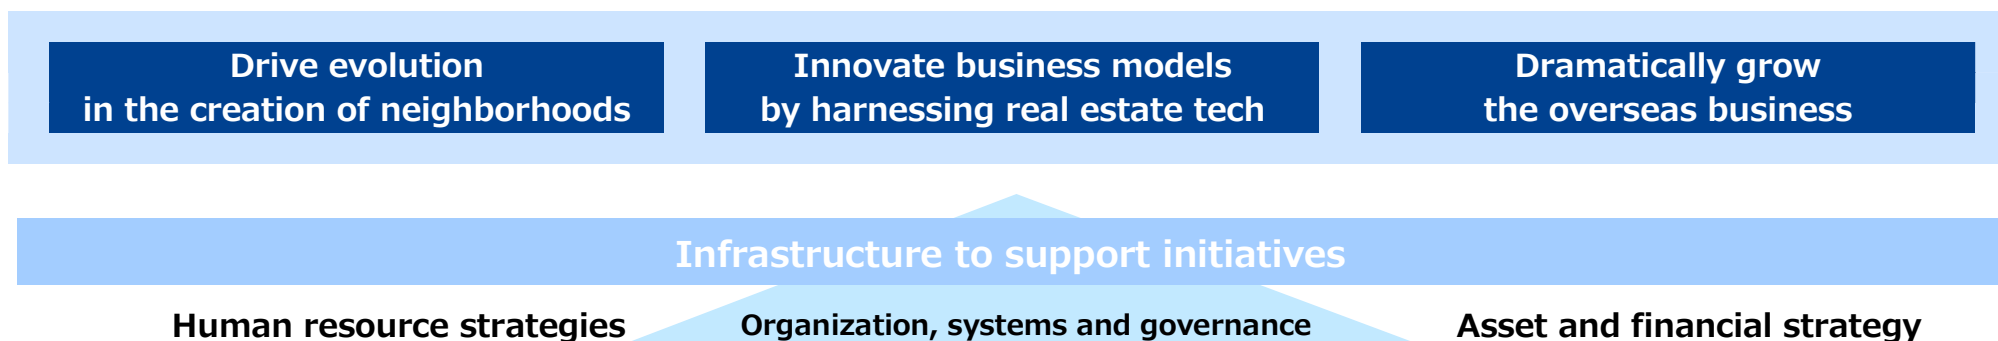 Drive evolution
in the creation of neighborhoods
Innovate business models
by harnessing real estate tech
Dramatically grow
the overseas business
Infrastructure to support initiatives
Human resource strategies
Organization, systems and governance
Asset and financial strategy